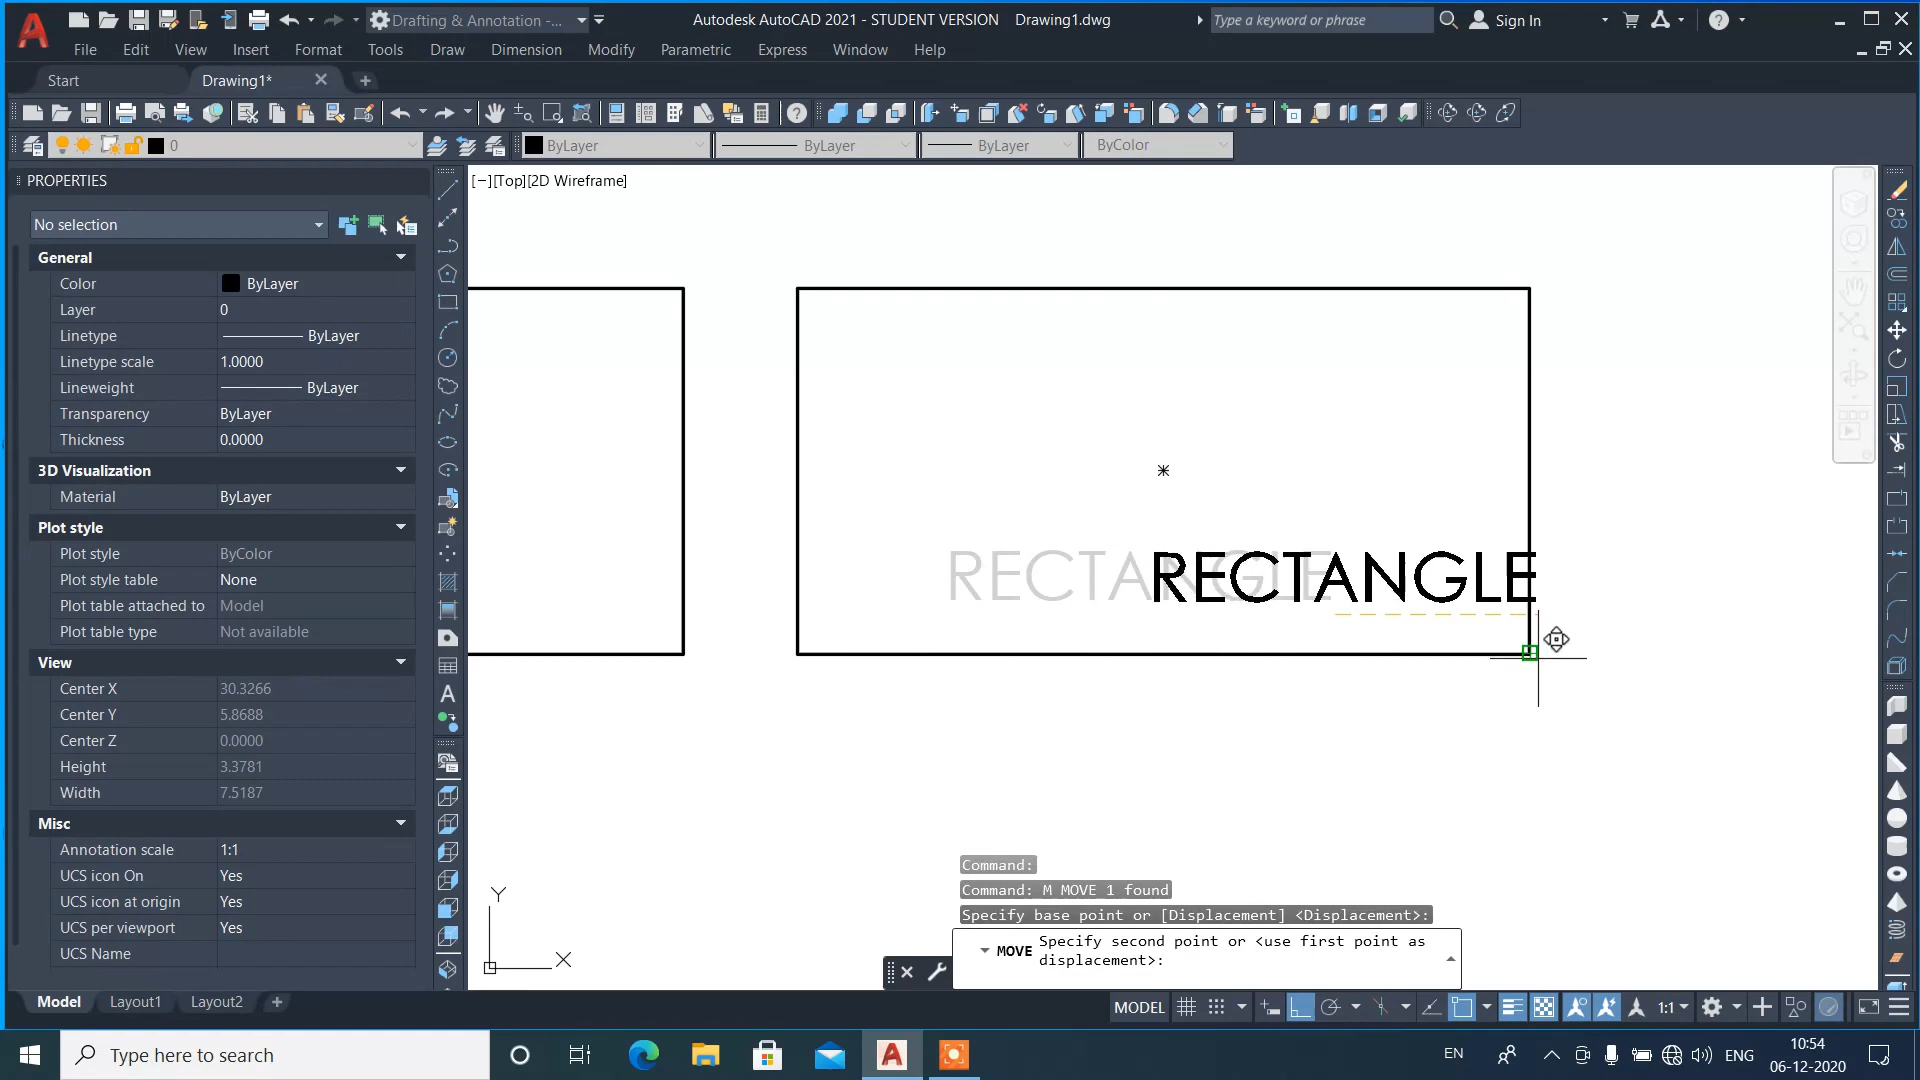 Drafting & Annotation -
Autodesk AutoCAD 2021 - STUDENT VERSION Drawing1.dwg
Type a keyword or phrase
Sign In
File Edit View Insert Format Tools Draw Dimension Modify Parametric Express Window Help
Start
Drawing1*
0
ByLayer
ByLayer
ByLayer
ByColor
PROPERTIES
[−][Top][2D Wireframe]
No selection
General
Color ByLayer
Layer 0
Linetype ByLayer
Linetype scale 1.0000
Lineweight ByLayer
Transparency ByLayer
Thickness 0.0000
3D Visualization
Material ByLayer
Plot style
Plot style ByColor
Plot style table None
Plot table attached to Model
Plot table type Not available
View
Center X 30.3266
Center Y 5.8688
Center Z 0.0000
Height 3.3781
Width 7.5187
Misc
Annotation scale 1:1
UCS icon On Yes
UCS icon at origin Yes
UCS per viewport Yes
UCS Name
RECTANGLE
RECTANGLE
Y
X
Command:
Command: M MOVE 1 found
Specify base point or [Displacement] <Displacement>:
MOVE Specify second point or <use first point as
displacement>:
Model Layout1 Layout2
MODEL
1:1
Type here to search
EN
ENG
10:54
06-12-2020